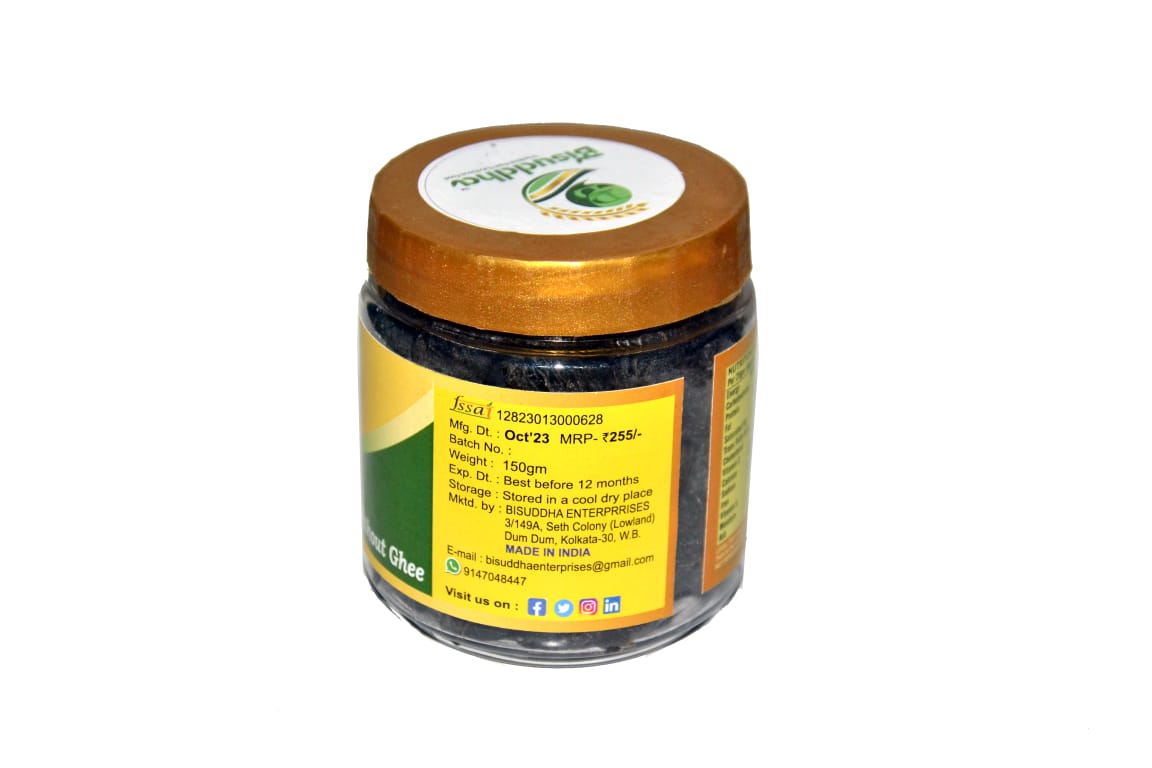 Bisuddha
fssai 12823013000628
Mfg. Dt. : Oct'23 MRP- ₹255/-
Batch No. :
Weight : 150gm
Exp. Dt. : Best before 12 months
Storage : Stored in a cool dry place
Mktd. by : BISUDDHA ENTERPRRISES
3/149A, Seth Colony (Lowland)
Dum Dum, Kolkata-30, W.B.
MADE IN INDIA
E-mail : bisuddhaenterprises@gmail.com
9147048447
Visit us on :
hout Ghee